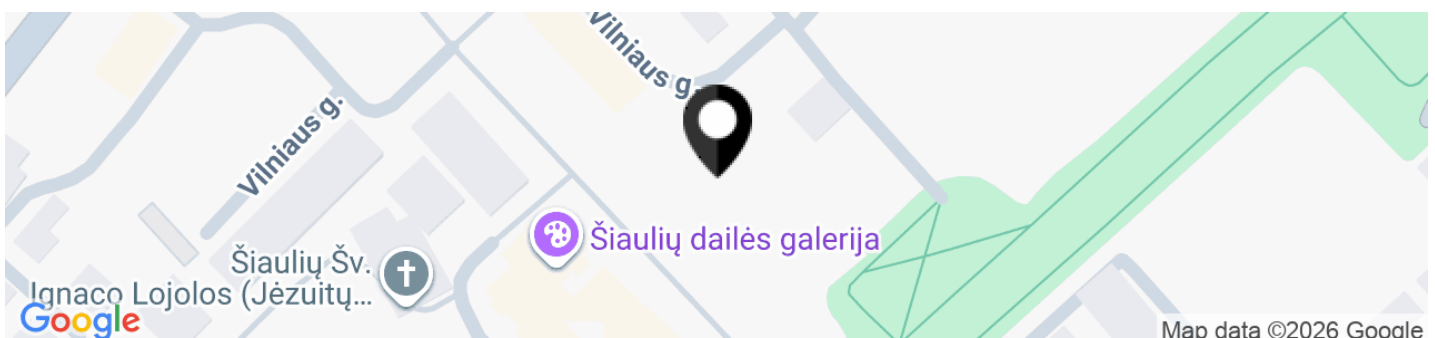 Vilniaus g.
Vilniaus g.
Šiaulių dailės galerija
Šiaulių Šv.
Ignaco Lojolos (Jėzuitų...
Google
Map data ©2026 Google